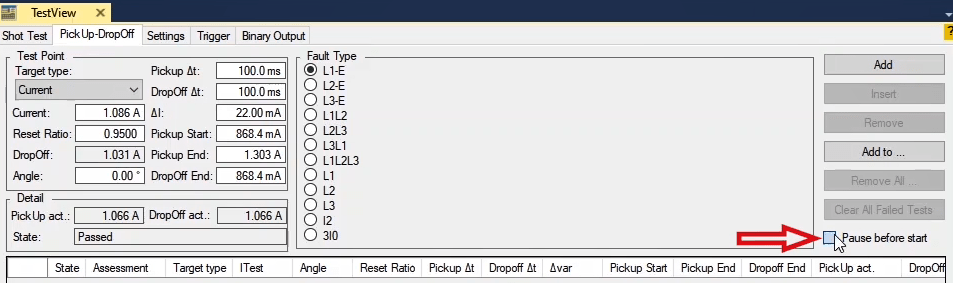 TestView
Shot Test PickUp-DropOff Settings Trigger Binary Output
Test Point
Target type:
Current
Pickup Δt: 100.0 ms
DropOff Δt: 100.0 ms
Current: 1.086 A ΔI: 22.00 mA
Reset Ratio: 0.9500 Pickup Start: 868.4 mA
DropOff: 1.031 A Pickup End: 1.303 A
Angle: 0.00 ° DropOff End: 868.4 mA
Detail
PickUp act.: 1.066 A DropOff act.: 1.066 A
State: Passed
Fault Type
L1-E
L2-E
L3-E
L1L2
L2L3
L3L1
L1L2L3
L1
L2
L3
I2
3I0
Add
Insert
Remove
Add to ...
Remove All ...
Clear All Failed Tests
Pause before start
State Assessment Target type ITest Angle Reset Ratio Pickup Δt Dropoff Δt Δvar Pickup Start Pickup End Dropoff End PickUp act. DropOff